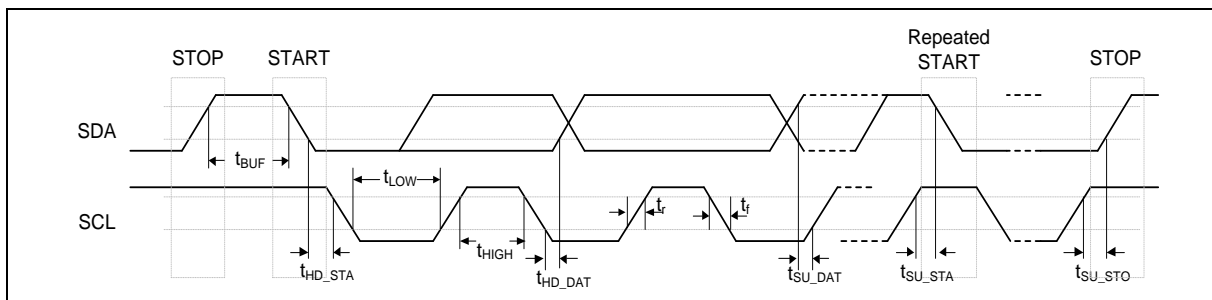 STOP
START
Repeated
START
STOP
SDA
tBUF
tLOW
SCL
tr
tf
tHD_STA
tHIGH
tHD_DAT
tSU_DAT
tSU_STA
tSU_STO